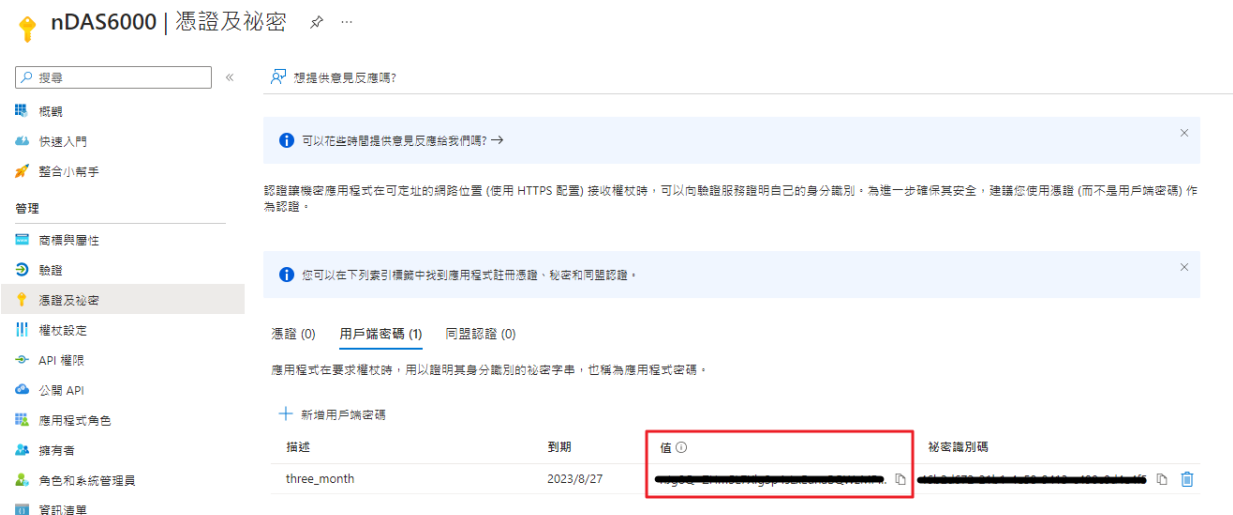 nDAS6000 | 憑證及祕密
搜尋
概觀
快速入門
整合小幫手
管理
商標與屬性
驗證
憑證及祕密
權杖設定
API 權限
公開 API
應用程式角色
擁有者
角色和系統管理員
資訊清單
想提供意見反應嗎?
可以花些時間提供意見反應給我們嗎? →
認證讓機密應用程式在可定址的網路位置 (使用 HTTPS 配置) 接收權杖時，可以向驗證服務證明自己的身分識別。為進一步確保其安全，建議您使用憑證 (而不是用戶端密碼) 作
為認證。
您可以在下列索引標籤中找到應用程式註冊憑證、秘密和同盟認證。
憑證 (0) 用戶端密碼 (1) 同盟認證 (0)
應用程式在要求權杖時，用以證明其身分識別的祕密字串，也稱為應用程式密碼。
新增用戶端密碼
描述 到期 值 祕密識別碼
three_month 2023/8/27